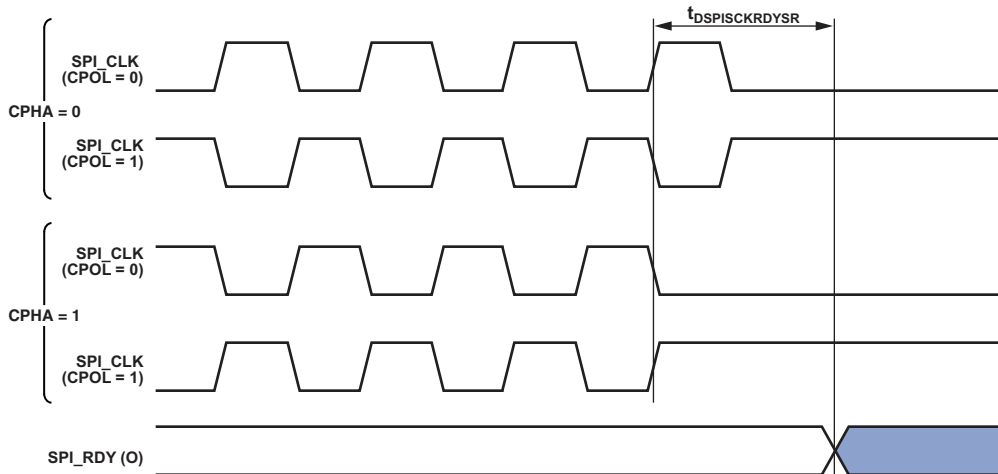 tDSPISCKRDYSR
SPI_CLK
(CPOL = 0)
CPHA = 0
SPI_CLK
(CPOL = 1)
SPI_CLK
(CPOL = 0)
CPHA = 1
SPI_CLK
(CPOL = 1)
SPI_RDY (O)